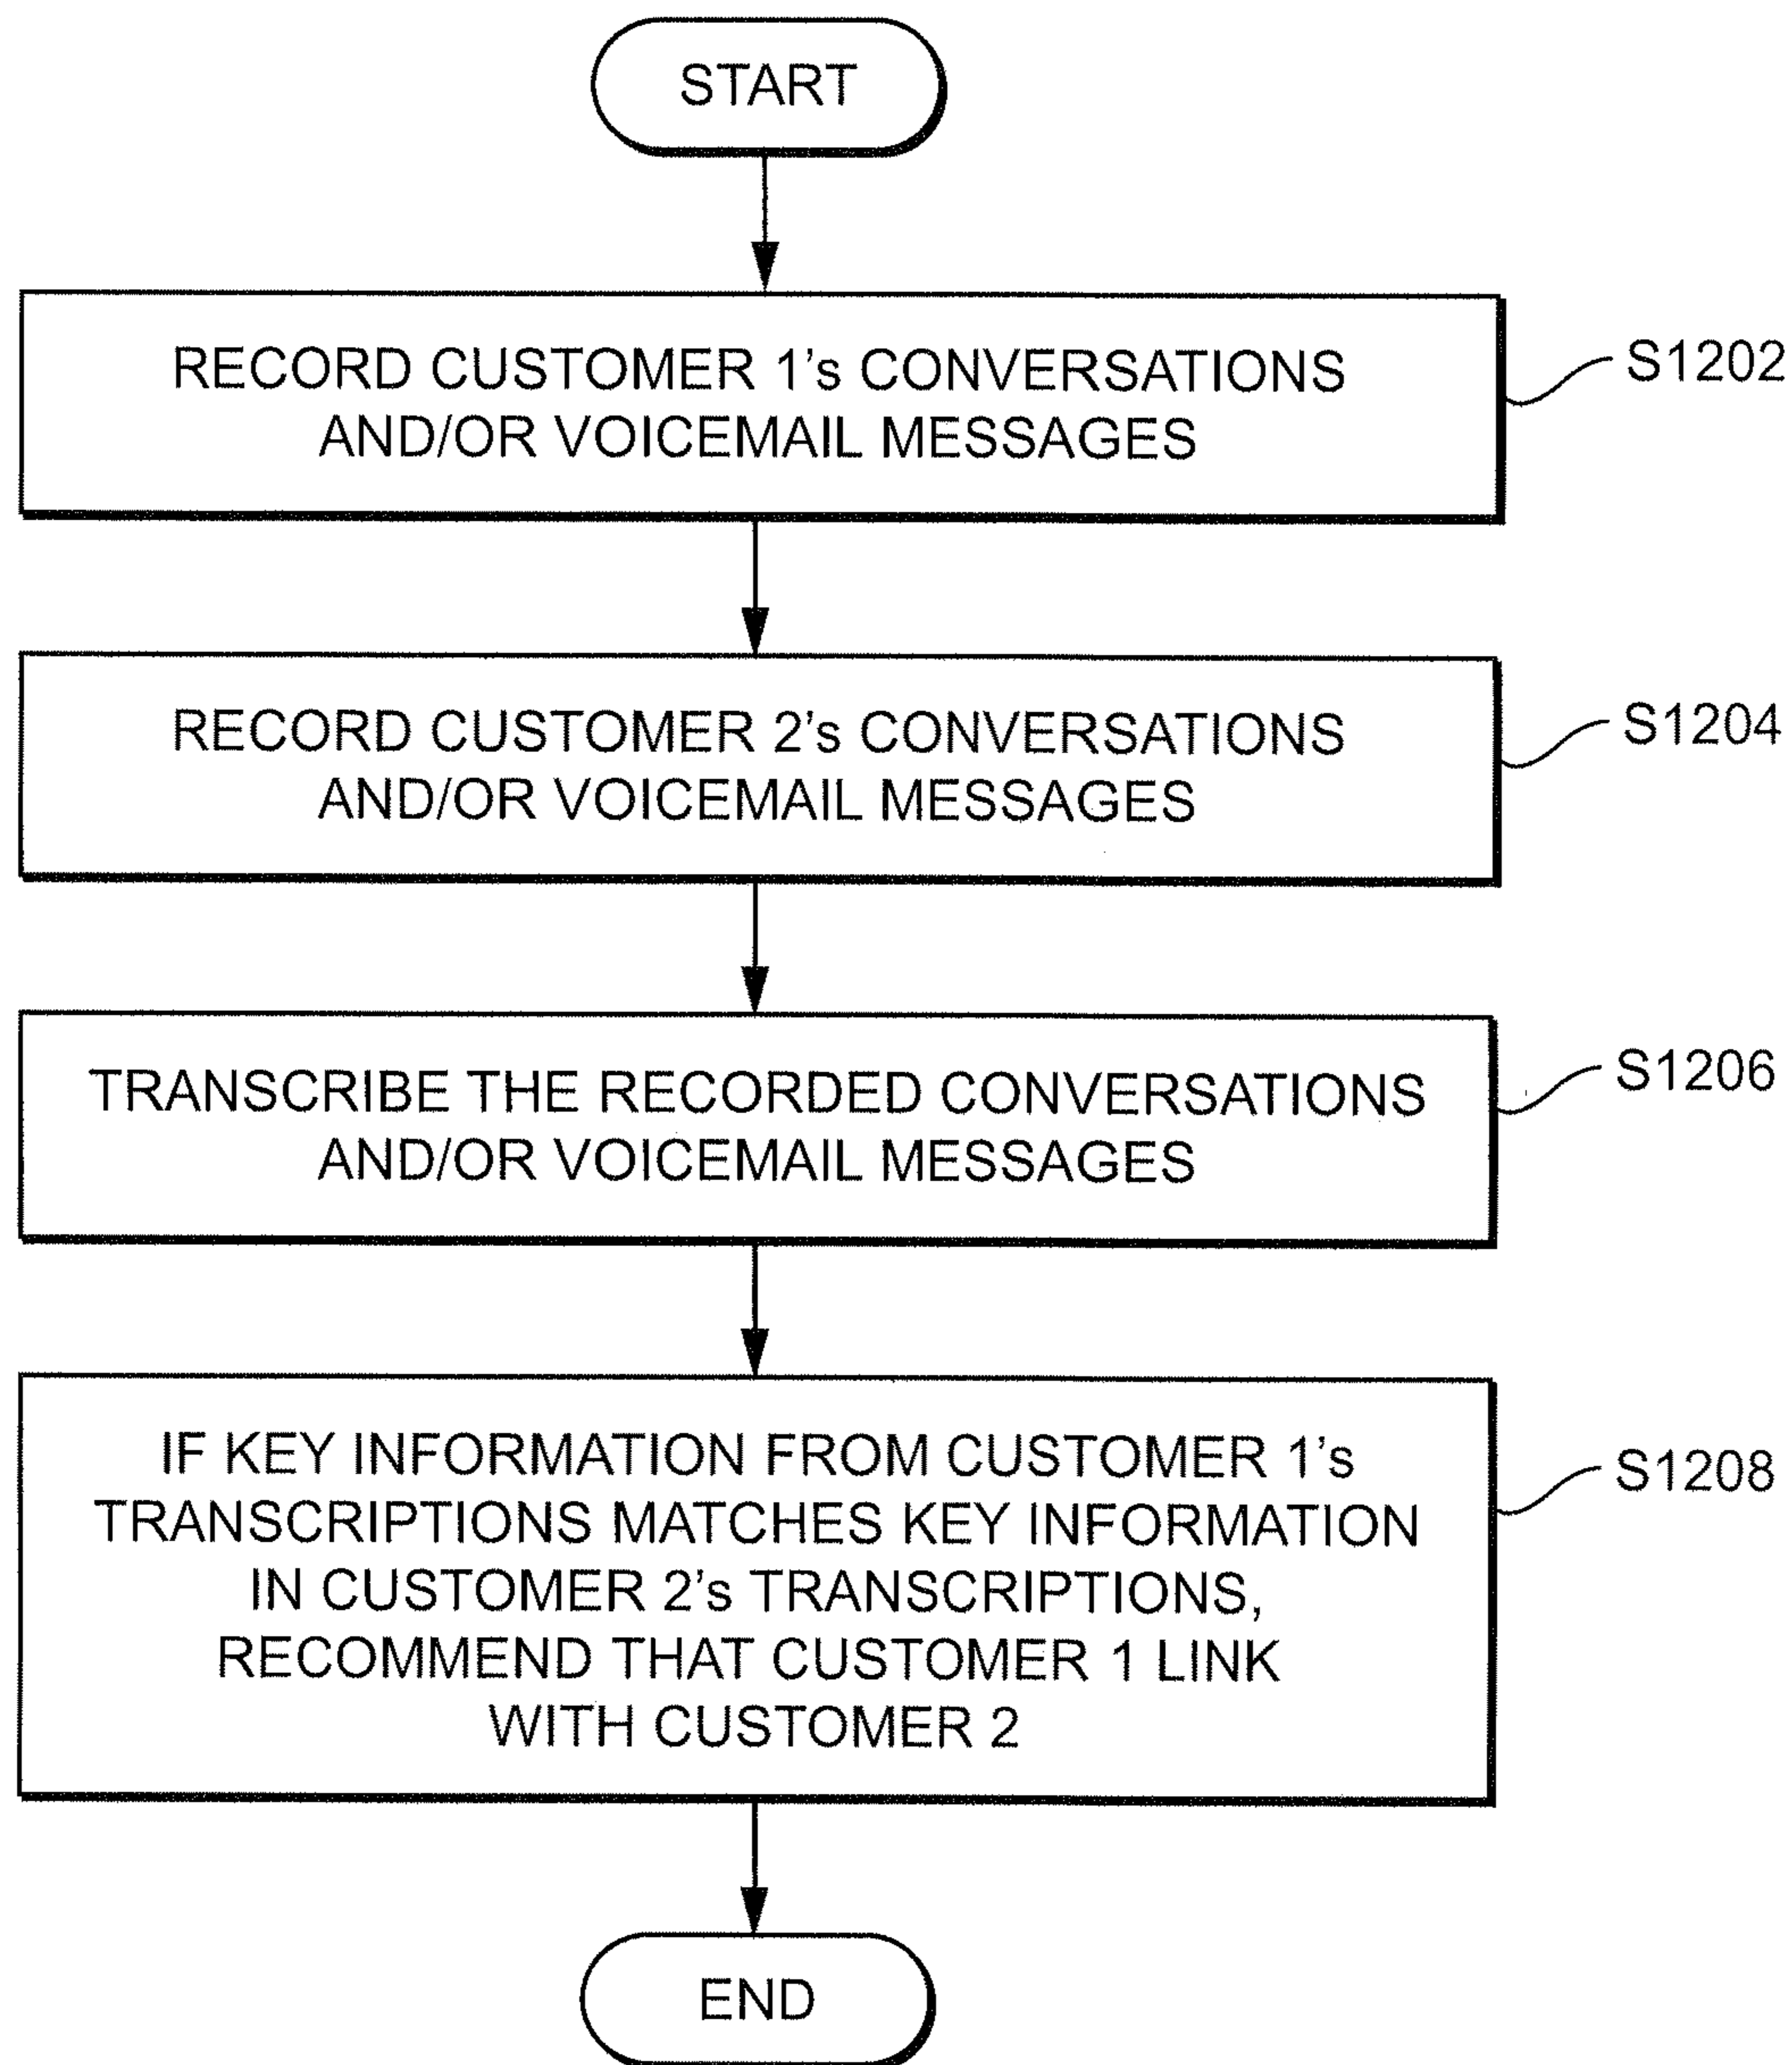 START
RECORD CUSTOMER 1's CONVERSATIONS
AND/OR VOICEMAIL MESSAGES
S1202
RECORD CUSTOMER 2's CONVERSATIONS
AND/OR VOICEMAIL MESSAGES
S1204
TRANSCRIBE THE RECORDED CONVERSATIONS
AND/OR VOICEMAIL MESSAGES
S1206
IF KEY INFORMATION FROM CUSTOMER 1's
TRANSCRIPTIONS MATCHES KEY INFORMATION
IN CUSTOMER 2's TRANSCRIPTIONS,
RECOMMEND THAT CUSTOMER 1 LINK
WITH CUSTOMER 2
S1208
END